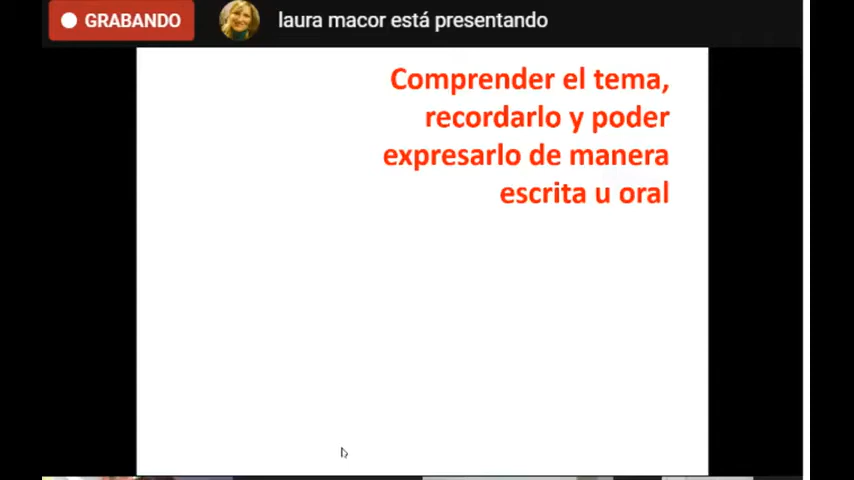 GRABANDO
laura macor está presentando
Comprender el tema,
recordarlo y poder
expresarlo de manera
escrita u oral